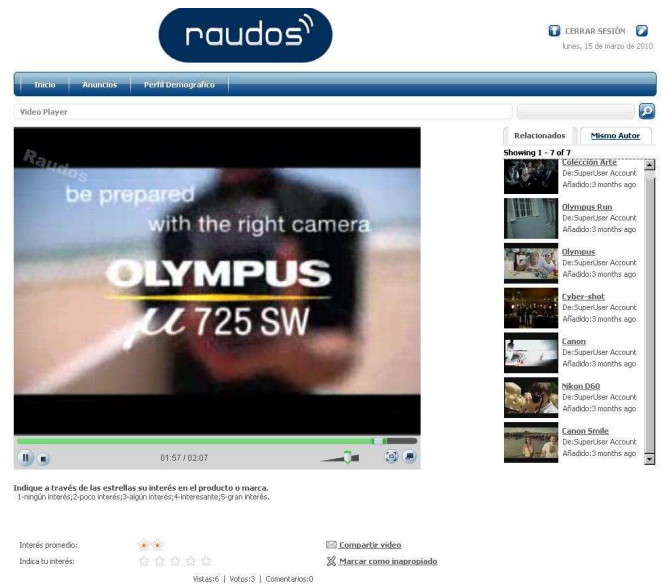 raudos
CERRAR SESIÓN
lunes, 15 de marzo de 2010
Inicio Anuncios Perfil Demografico
Video Player
Relacionados Mismo Autor
Showing 1 - 7 of 7
Colección Arte
De:SuperUser Account
Añadido:3 months ago
Olympus Run
De:SuperUser Account
Añadido:3 months ago
Olympus
De:SuperUser Account
Añadido:3 months ago
Cyber-shot
De:SuperUser Account
Añadido:3 months ago
Canon
De:SuperUser Account
Añadido:3 months ago
Nikon D60
De:SuperUser Account
Añadido:3 months ago
Canon Smile
De:SuperUser Account
Añadido:3 months ago
Raudos
be prepared
with the right camera
OLYMPUS
μ 725 SW
01:57 / 02:07
Indique a través de las estrellas su interés en el producto o marca.
1-ningún interés;2-poco interés;3-algún interés;4-interesante;5-gran interés.
Interés promedio:
Compartir video
Indica tu interés:
Marcar como inapropiado
Vistas:6 | Votos:3 | Comentarios:0